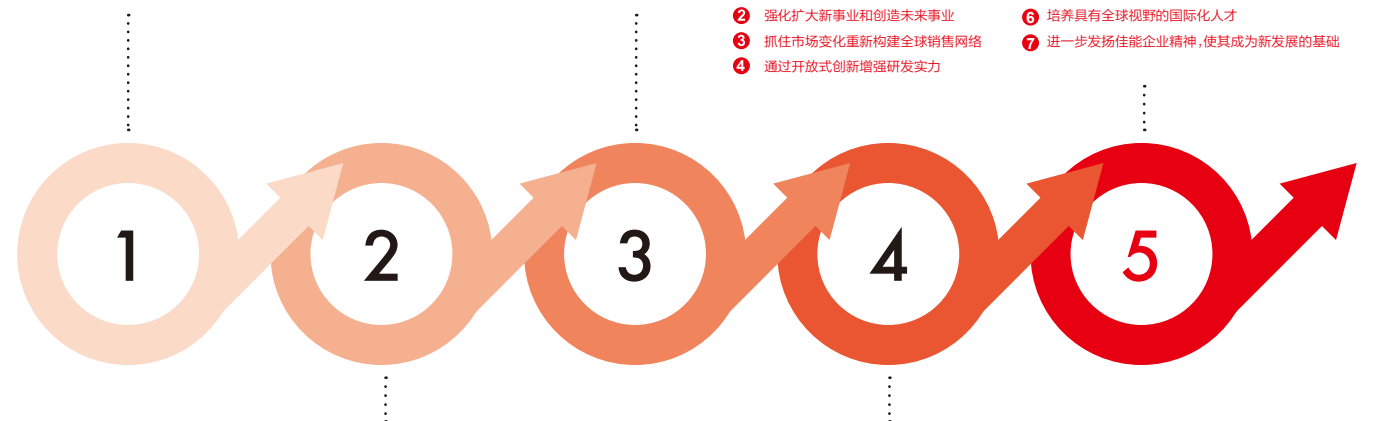 ❷ 强化扩大新事业和创造未来事业
❸ 抓住市场变化重新构建全球销售网络
❹ 通过开放式创新增强研发实力
❻ 培养具有全球视野的国际化人才
❼ 进一步发扬佳能企业精神,使其成为新发展的基础
1
2
3
4
5